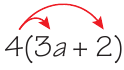 4(3a + 2)